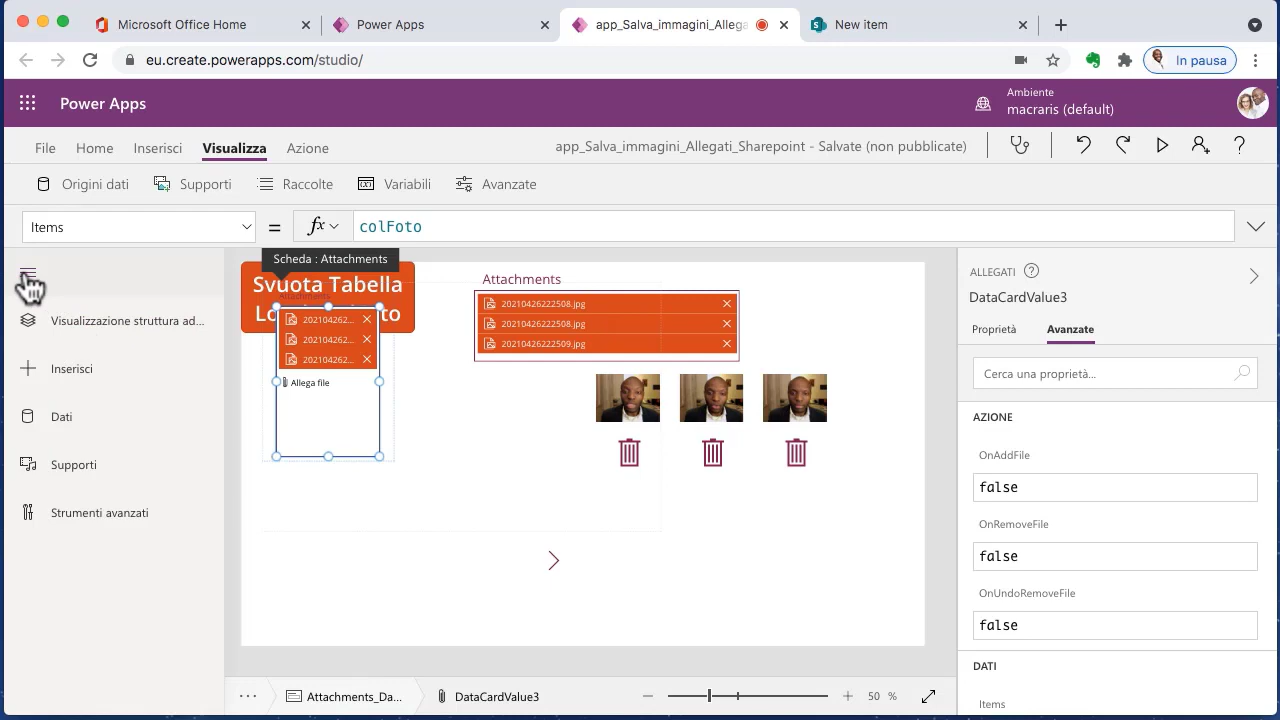 Microsoft Office Home
Power Apps
app_Salva_immagini_Allega
New item
eu.create.powerapps.com/studio/
In pausa
Power Apps
Ambiente
macraris (default)
File
Home
Inserisci
Visualizza
Azione
app_Salva_immagini_Allegati_Sharepoint - Salvate (non pubblicate)
Origini dati
Supporti
Raccolte
Variabili
Avanzate
Items
=
fx
colFoto
Scheda : Attachments
Visualizzazione struttura ad...
Inserisci
Dati
Supporti
Strumenti avanzati
Svuota Tabella
Attachments
20210426...
20210426...
20210426...
Allega file
Attachments
20210426222508.jpg
20210426222508.jpg
20210426222509.jpg
ALLEGATI
DataCardValue3
Proprietà
Avanzate
Cerca una proprietà...
AZIONE
OnAddFile
false
OnRemoveFile
false
OnUndoRemoveFile
false
DATI
Items
...
Attachments_Da...
DataCardValue3
50 %